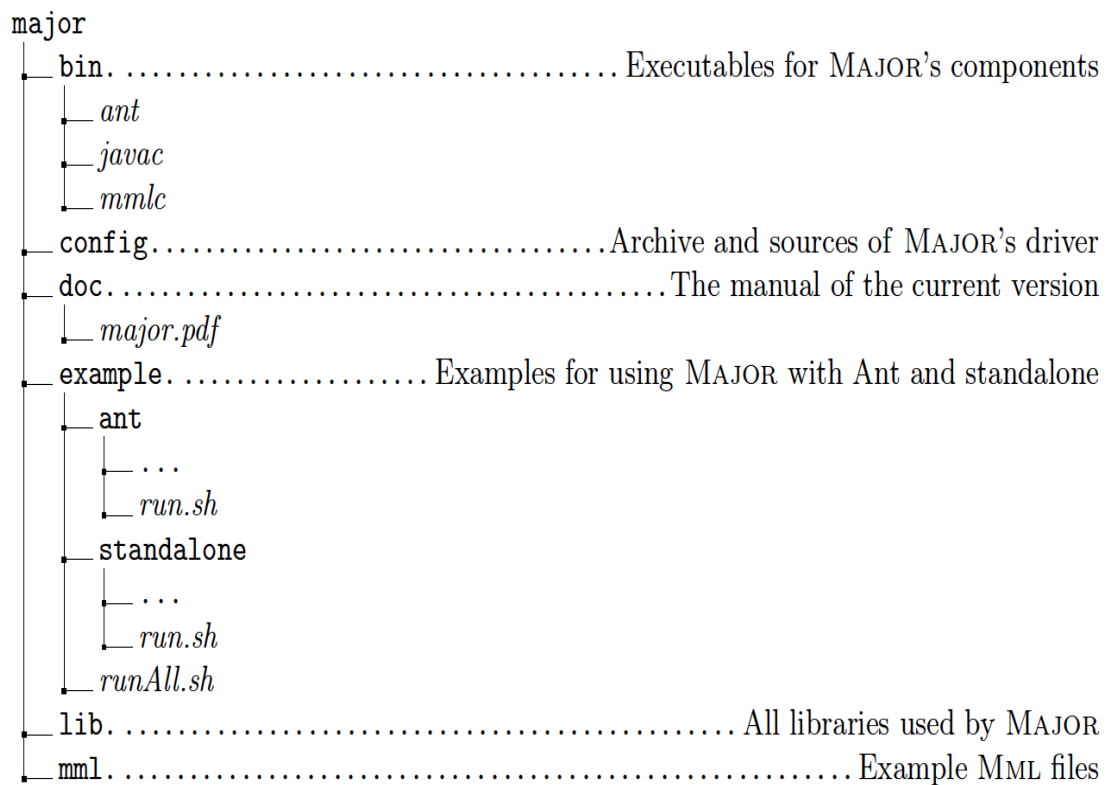 major
bin. . . . . . . . . . . . . . . . . . . . . . . . . . . . . . . . . . . . . . Executables for MAJOR's components
ant
javac
mmlc
config. . . . . . . . . . . . . . . . . . . . . . . . . . . . . . . . . . Archive and sources of MAJOR's driver
doc. . . . . . . . . . . . . . . . . . . . . . . . . . . . . . . . . . . . . . . . . The manual of the current version
major.pdf
example. . . . . . . . . . . . . . . . . . . . Examples for using MAJOR with Ant and standalone
ant
. . .
run.sh
standalone
. . .
run.sh
runAll.sh
lib. . . . . . . . . . . . . . . . . . . . . . . . . . . . . . . . . . . . . . . . . . . . . . . All libraries used by MAJOR
mml. . . . . . . . . . . . . . . . . . . . . . . . . . . . . . . . . . . . . . . . . . . . . . . . . . . . . . . Example MML files